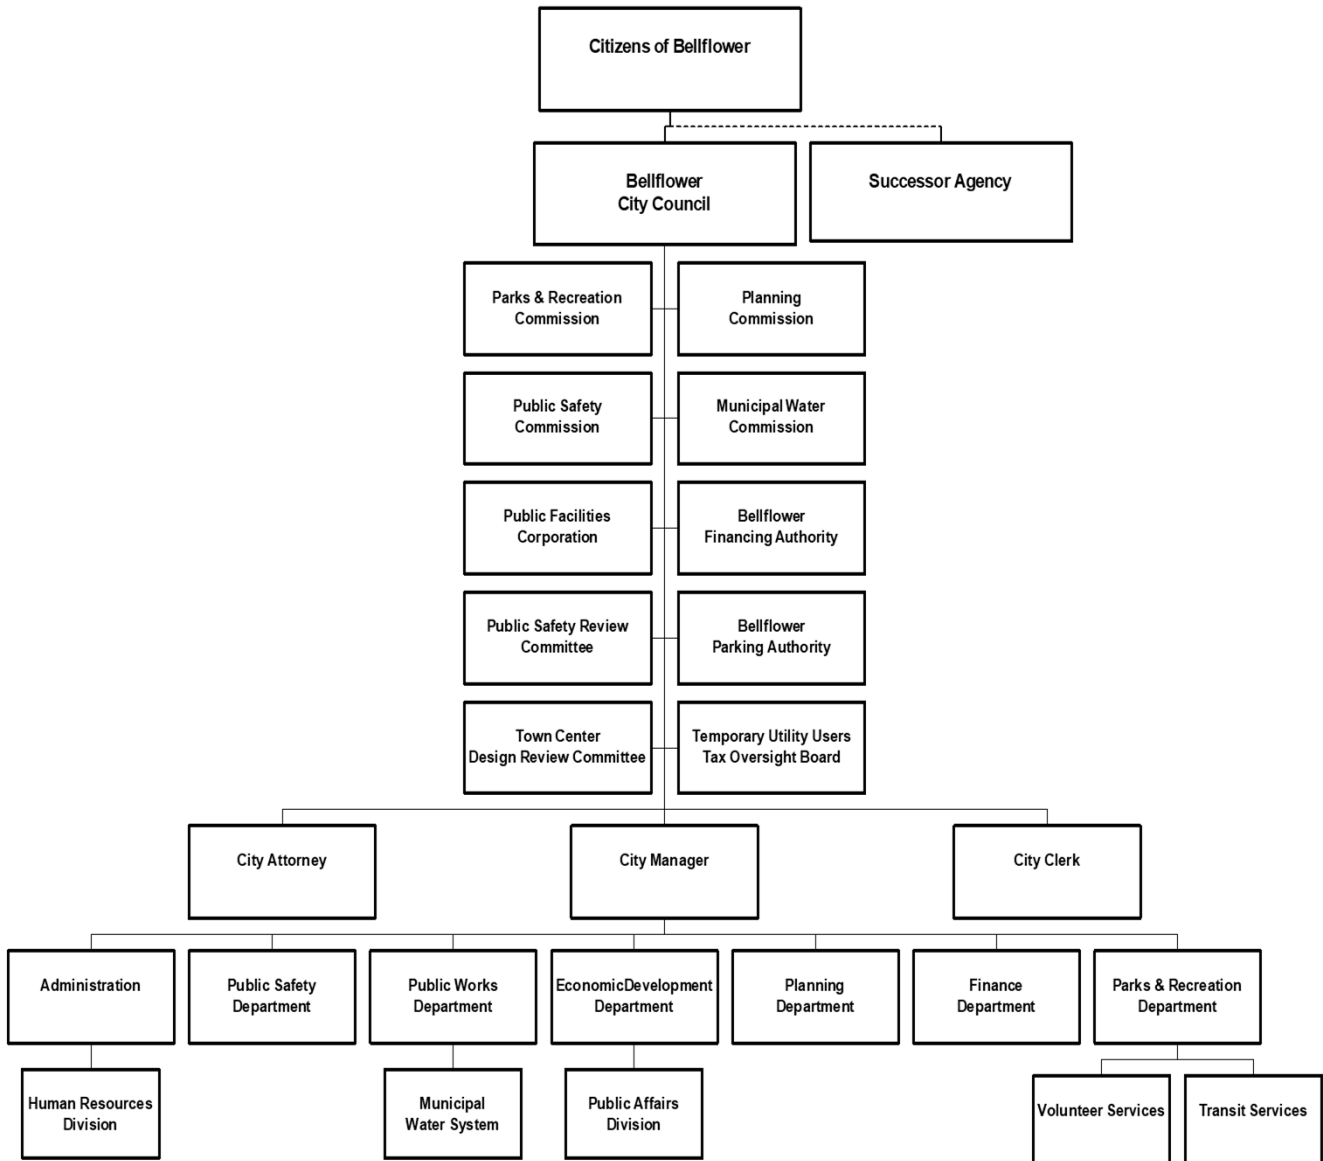 Citizens of Bellflower
Bellflower
City Council
Successor Agency
Parks & Recreation
Commission
Planning
Commission
Public Safety
Commission
Municipal Water
Commission
Public Facilities
Corporation
Bellflower
Financing Authority
Public Safety Review
Committee
Bellflower
Parking Authority
Town Center
Design Review Committee
Temporary Utility Users
Tax Oversight Board
City Attorney
City Manager
City Clerk
Administration
Public Safety
Department
Public Works
Department
EconomicDevelopment
Department
Planning
Department
Finance
Department
Parks & Recreation
Department
Human Resources
Division
Municipal
Water System
Public Affairs
Division
Volunteer Services
Transit Services